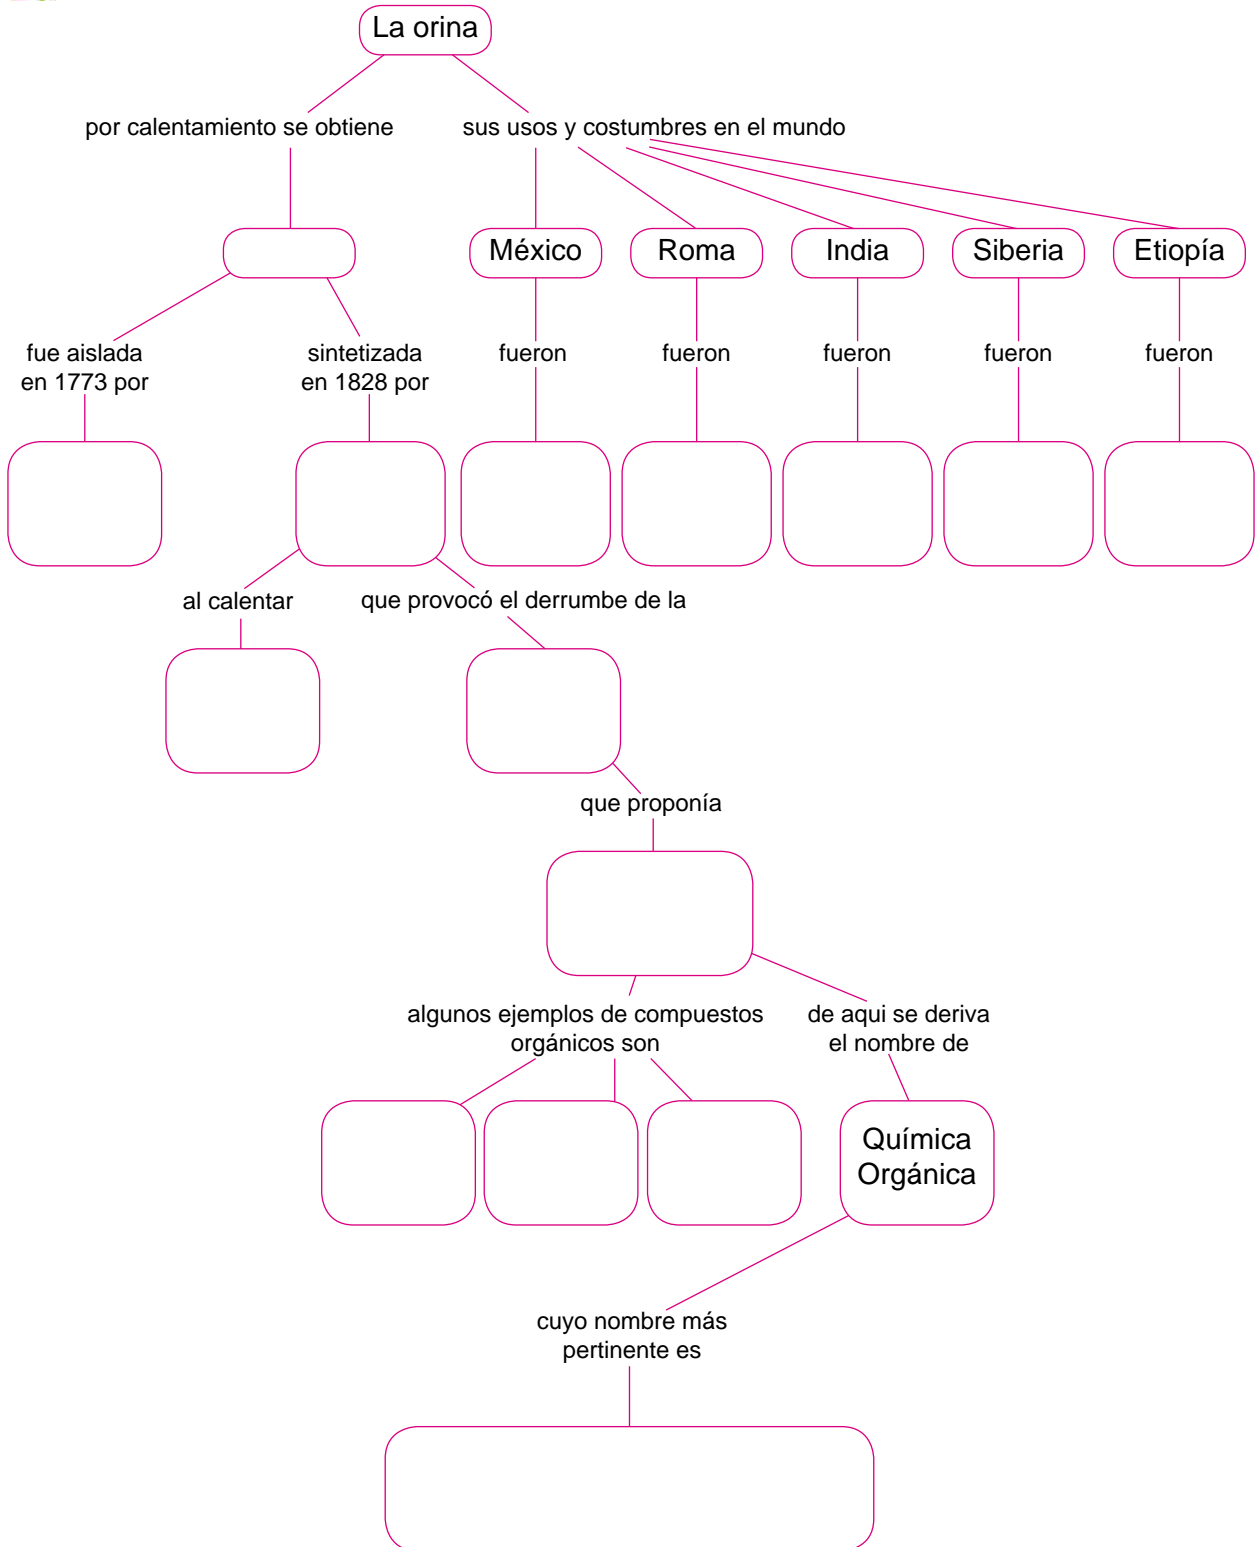 La orina
por calentamiento se obtiene
sus usos y costumbres en el mundo
México
Roma
India
Siberia
Etiopía
fue aislada
en 1773 por
sintetizada
en 1828 por
fueron
fueron
fueron
fueron
fueron
al calentar
que provocó el derrumbe de la
que proponía
algunos ejemplos de compuestos
orgánicos son
de aqui se deriva
el nombre de
Química
Orgánica
cuyo nombre más
pertinente es